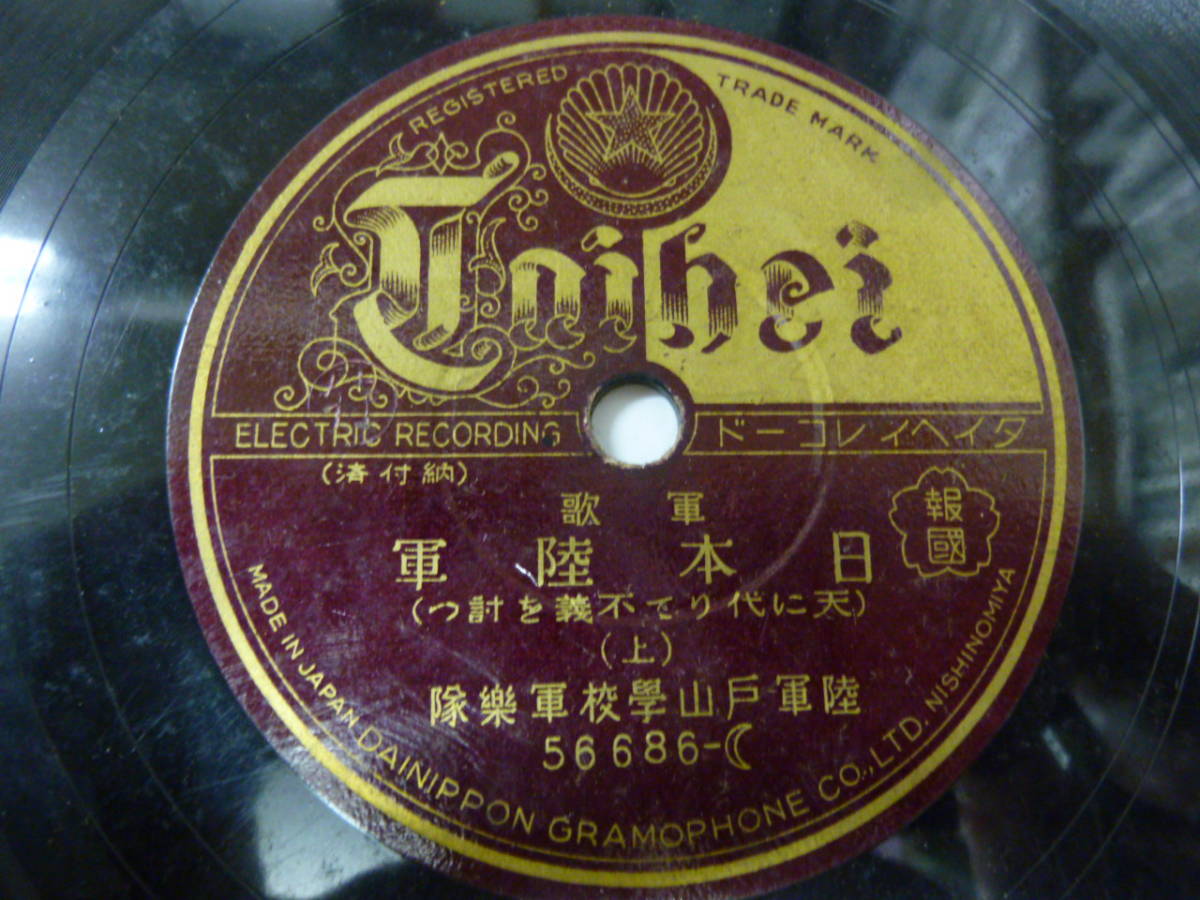 REGISTERED TRADE MARK
Taihei
ELECTRIC RECORDING
タイヘイレコード
(納付済)
報國
軍歌
日本陸軍
(天に代りて不義を討つ)
(上)
陸軍戸山學校軍樂隊
56686-☾
MADE IN JAPAN DAINIPPON GRAMOPHONE CO., LTD. NISHINOMIYA